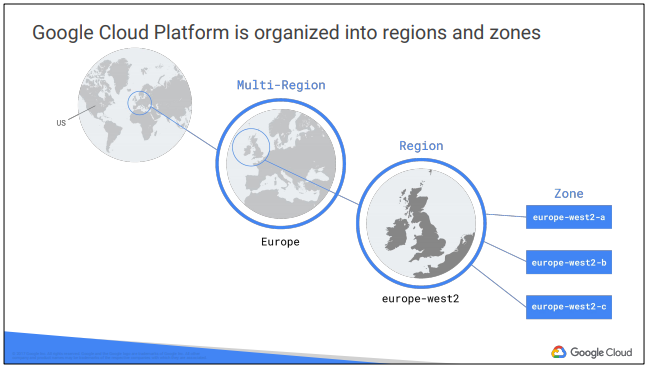 Google Cloud Platform is organized into regions and zones
Multi-Region
US
Region
Zone
europe-west2-a
Europe
europe-west2-b
europe-west2
europe-west2-c
Google Cloud